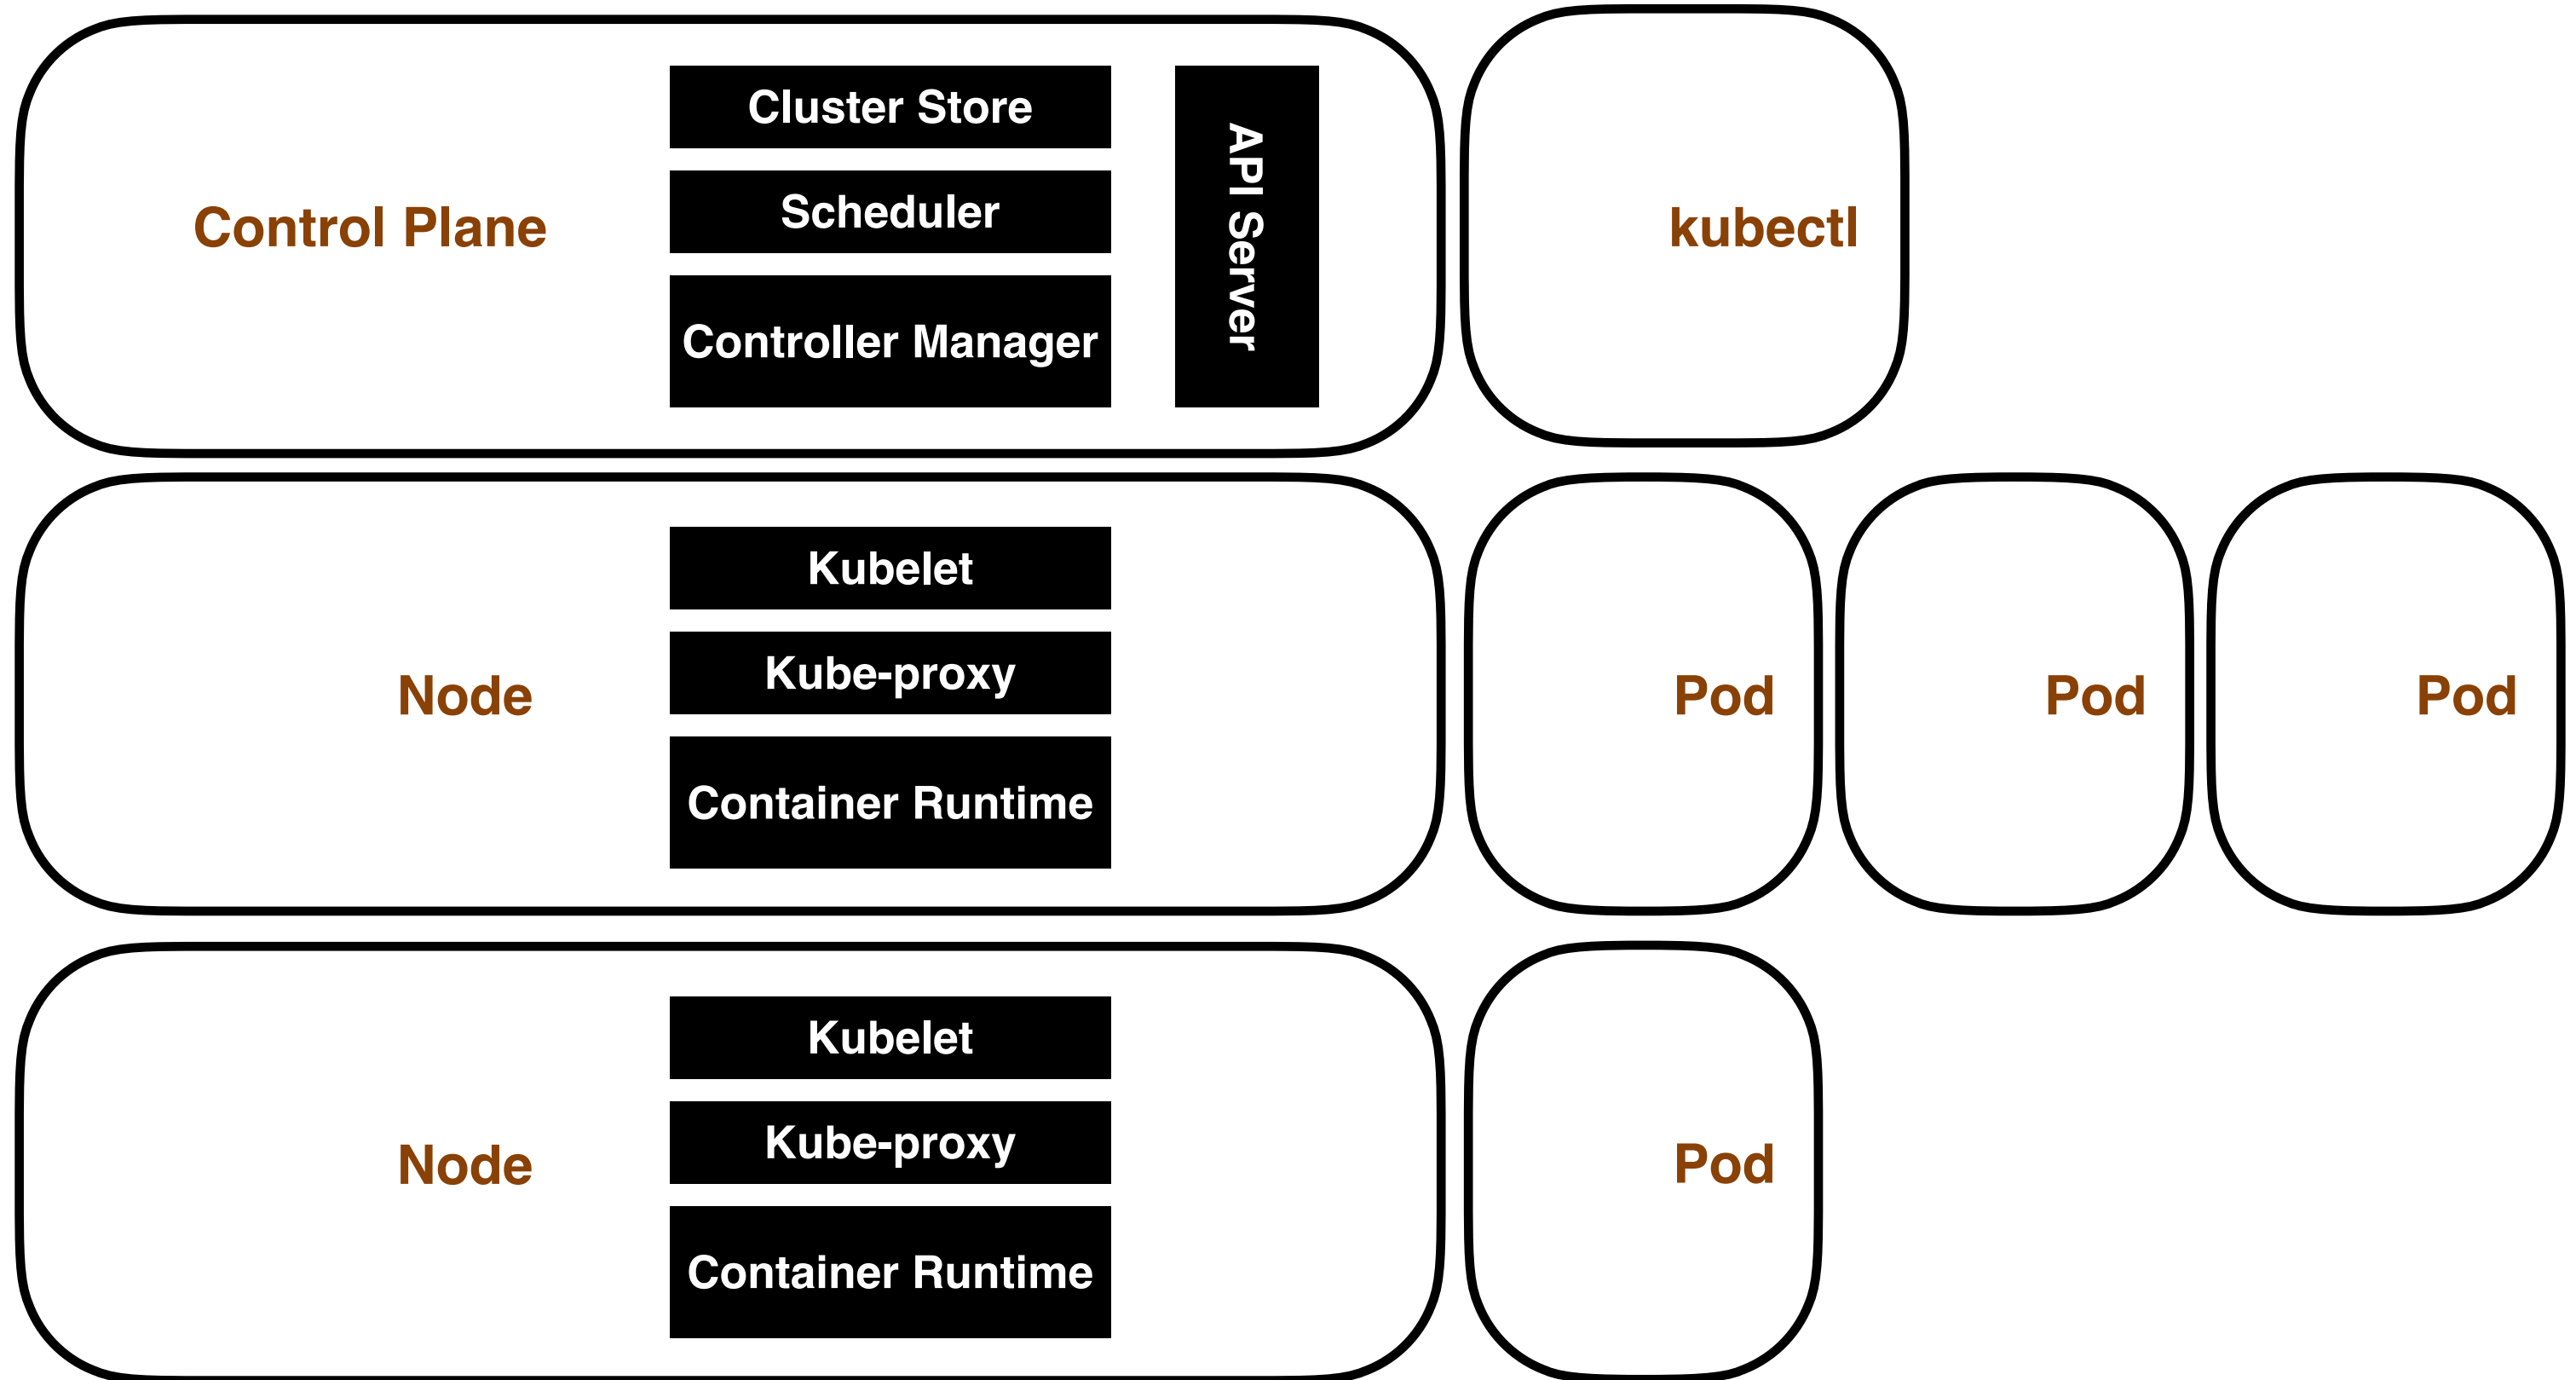 Control Plane
Cluster Store
Scheduler
Controller Manager
API Server
kubectl
Node
Kubelet
Kube-proxy
Container Runtime
Pod
Pod
Pod
Node
Kubelet
Kube-proxy
Container Runtime
Pod